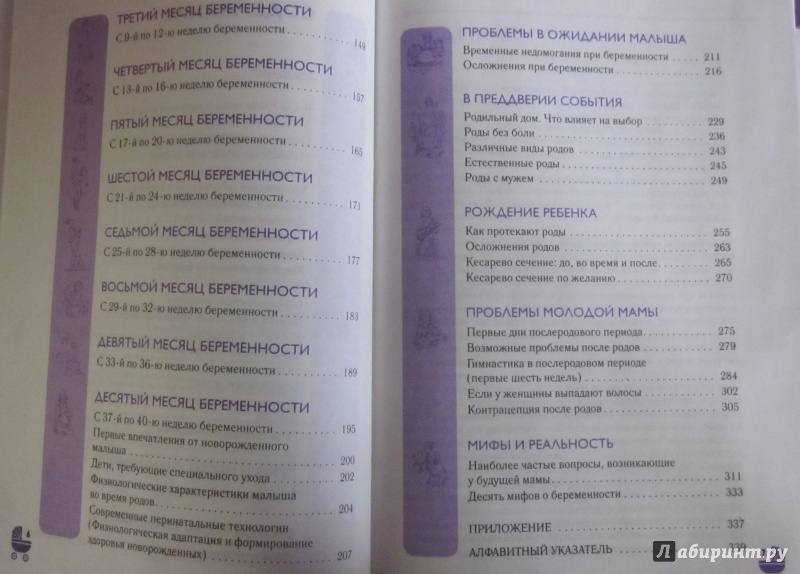 ТРЕТИЙ МЕСЯЦ БЕРЕМЕННОСТИ
С 9-й по 12-ю неделю беременности . . . . . . . . . . . 149
ЧЕТВЕРТЫЙ МЕСЯЦ БЕРЕМЕННОСТИ
С 13-й по 16-ю неделю беременности . . . . . . . . . . 157
ПЯТЫЙ МЕСЯЦ БЕРЕМЕННОСТИ
С 17-й по 20-ю неделю беременности . . . . . . . . . . 165
ШЕСТОЙ МЕСЯЦ БЕРЕМЕННОСТИ
С 21-й по 24-ю неделю беременности . . . . . . . . . . 171
СЕДЬМОЙ МЕСЯЦ БЕРЕМЕННОСТИ
С 25-й по 28-ю неделю беременности . . . . . . . . . . 177
ВОСЬМОЙ МЕСЯЦ БЕРЕМЕННОСТИ
С 29-й по 32-ю неделю беременности . . . . . . . . . . 183
ДЕВЯТЫЙ МЕСЯЦ БЕРЕМЕННОСТИ
С 33-й по 36-ю неделю беременности . . . . . . . . . . 189
ДЕСЯТЫЙ МЕСЯЦ БЕРЕМЕННОСТИ
С 37-й по 40-ю неделю беременности . . . . . . . . . . 195
Первые впечатления от новорожденного
малыша . . . . . . . . . . 200
Дети, требующие специального ухода . . . . . . . . . . 202
Физиологические характеристики малыша
во время родов . . . . . . . . . . 204
Современные перинатальные технологии
(Физиологическая адаптация и формирование
здоровья новорожденных) . . . . . . . . . . 207
6
ПРОБЛЕМЫ В ОЖИДАНИИ МАЛЫША
Временные недомогания при беременности . . . . . 211
Осложнения при беременности . . . . . . . . . . 216
В ПРЕДДВЕРИИ СОБЫТИЯ
Родильный дом. Что влияет на выбор . . . . . . . . 229
Роды без боли . . . . . . . . . . 236
Различные виды родов . . . . . . . . . . 243
Естественные роды . . . . . . . . . . 245
Роды с мужем . . . . . . . . . . 249
РОЖДЕНИЕ РЕБЕНКА
Как протекают роды . . . . . . . . . . 255
Осложнения родов . . . . . . . . . . 263
Кесарево сечение: до, во время и после . . . . . . . 265
Кесарево сечение по желанию . . . . . . . . . . 270
ПРОБЛЕМЫ МОЛОДОЙ МАМЫ
Первые дни послеродового периода . . . . . . . . . . 275
Возможные проблемы после родов . . . . . . . . . . 279
Гимнастика в послеродовом периоде
(первые шесть недель) . . . . . . . . . . 284
Если у женщины выпадают волосы . . . . . . . . . . 302
Контрацепция после родов . . . . . . . . . . 305
МИФЫ И РЕАЛЬНОСТЬ
Наиболее частые вопросы, возникающие
у будущей мамы . . . . . . . . . . 311
Десять мифов о беременности . . . . . . . . . . 333
ПРИЛОЖЕНИЕ . . . . . . . . . . 337
АЛФАВИТНЫЙ УКАЗАТЕЛЬ . . . . . . . . . . 339
Лабиринт.ру